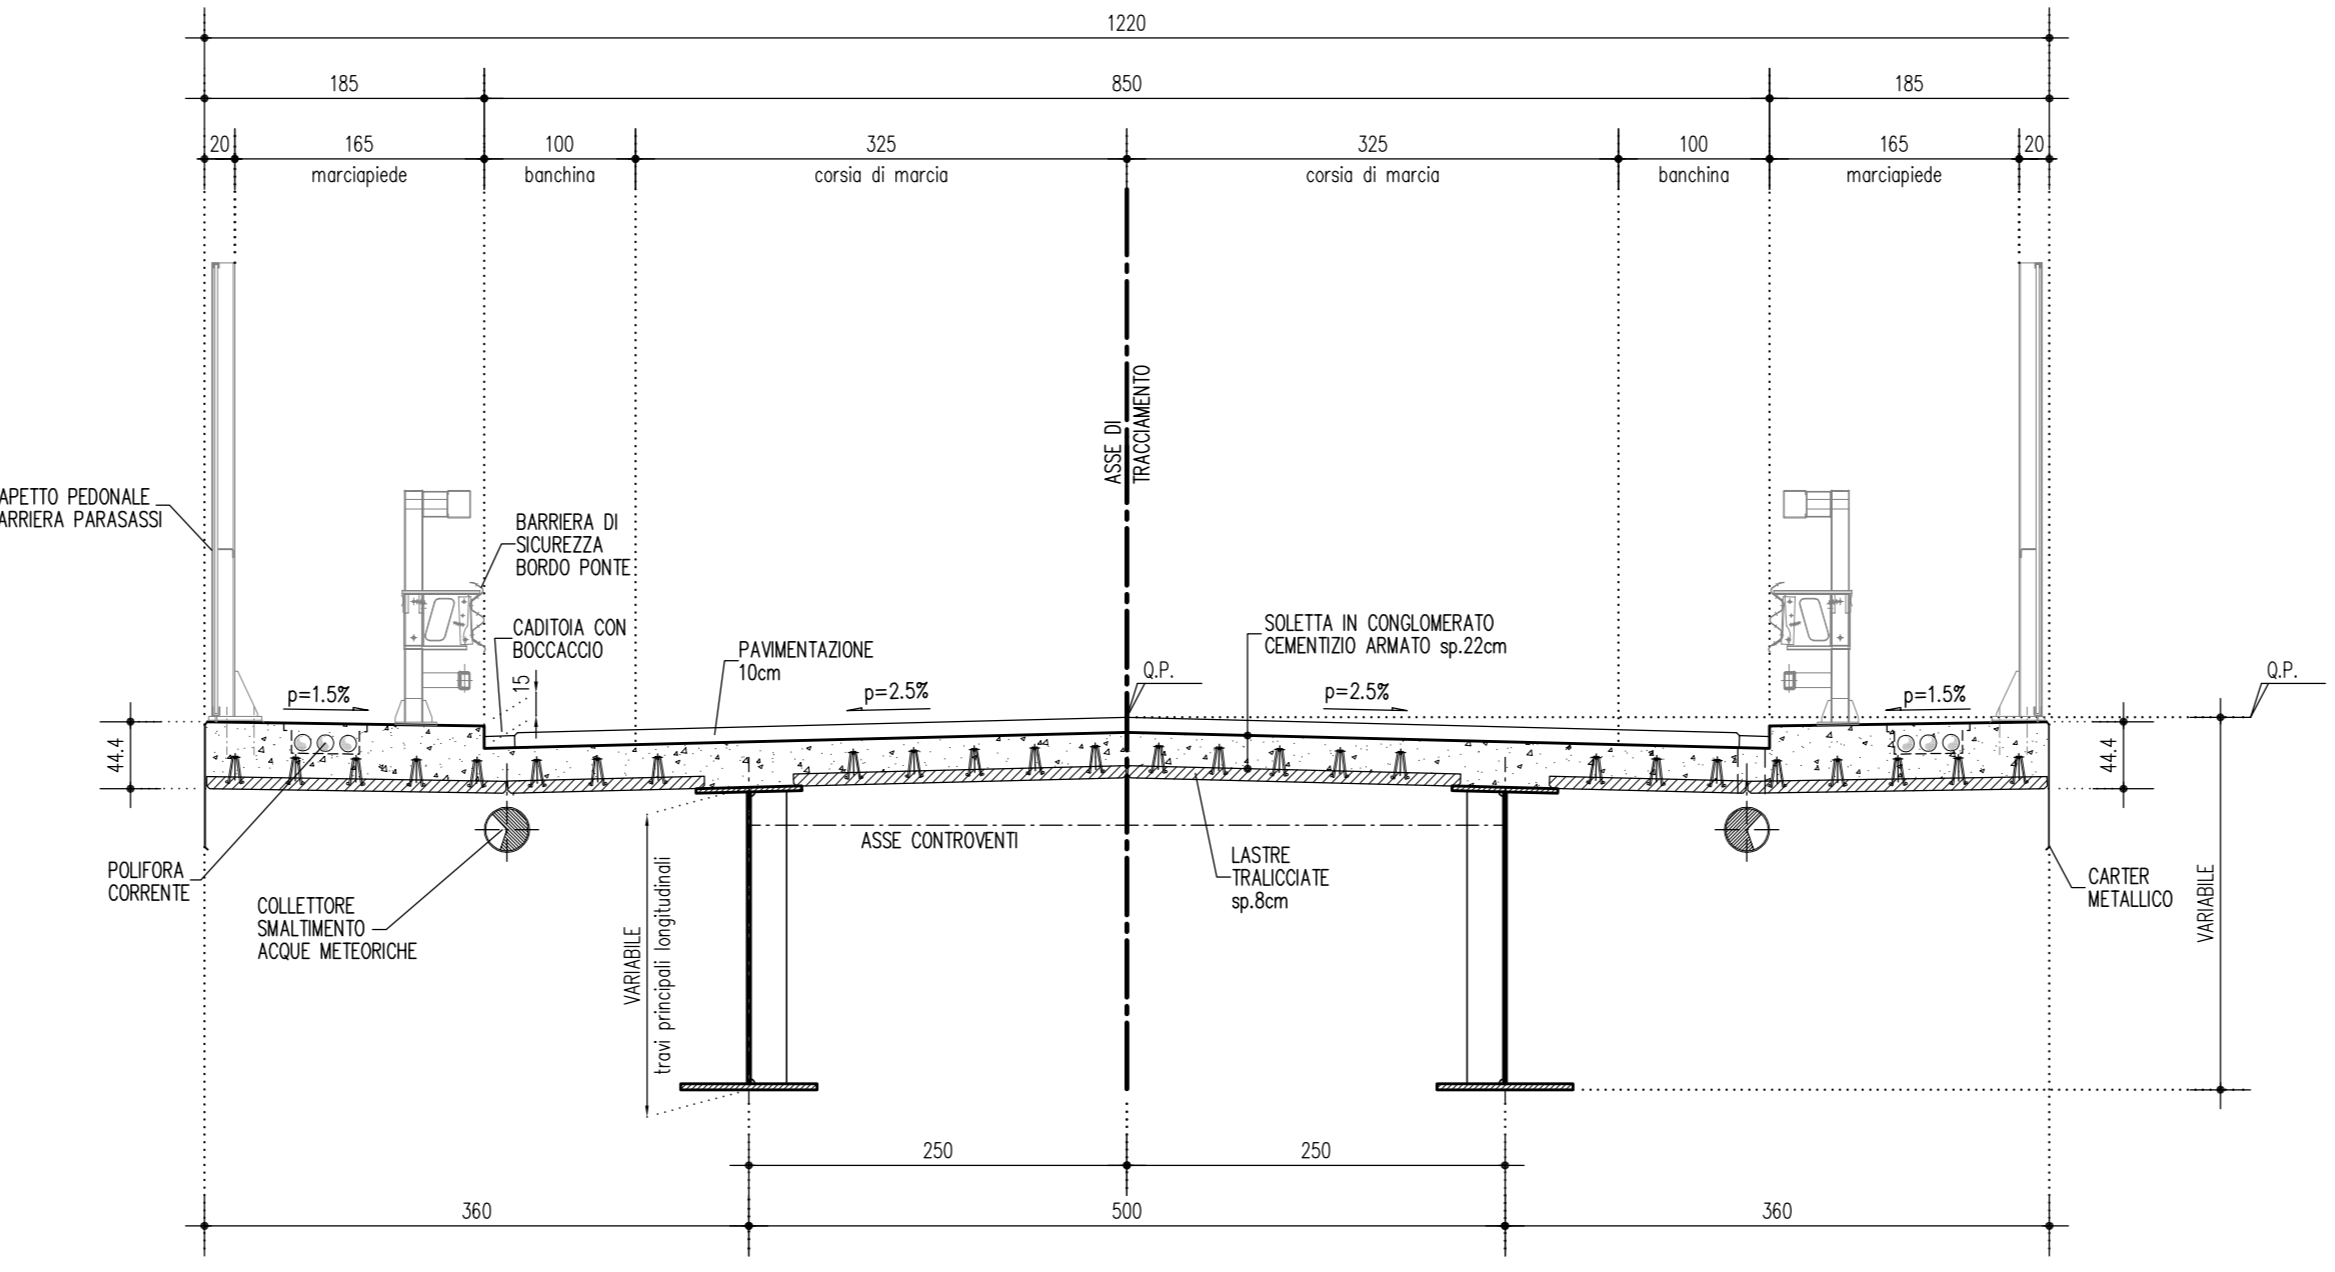 1220
185 850 185
20 165 100 325 325 100 165 20
marciapiede banchina corsia di marcia corsia di marcia banchina marciapiede
ASSE DI
TRACCIAMENTO
APETTO PEDONALE
ARRIERA PARASASSI
BARRIERA DI
SICUREZZA
BORDO PONTE
CADITOIA CON
BOCCACCIO
15
PAVIMENTAZIONE
10cm
SOLETTA IN CONGLOMERATO
CEMENTIZIO ARMATO sp.22cm
Q.P.
Q.P.
p=1.5%
p=2.5%
p=2.5%
p=1.5%
44.4
44.4
ASSE CONTROVENTI
POLIFORA
CORRENTE
COLLETTORE
SMALTIMENTO
ACQUE METEORICHE
VARIABILE
travi principali longitudinali
LASTRE
TRALICCIATE
sp.8cm
CARTER
METALLICO
VARIABILE
250 250
360 500 360